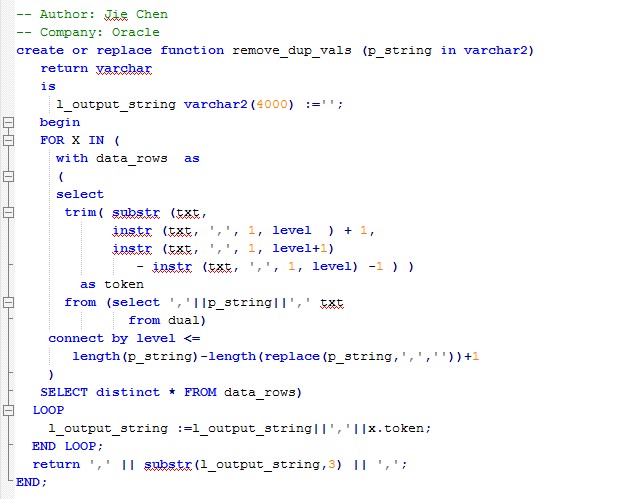 -- Author: Jie Chen
-- Company: Oracle
create or replace function remove_dup_vals (p_string in varchar2)
return varchar
is
l_output_string varchar2(4000) :='';
begin
FOR X IN (
with data_rows as
(
select
trim( substr (txt,
instr (txt, ',', 1, level ) + 1,
instr (txt, ',', 1, level+1)
- instr (txt, ',', 1, level) -1 ) )
as token
from (select ','||p_string||',' txt
from dual)
connect by level <=
length(p_string)-length(replace(p_string,',',''))+1
)
SELECT distinct * FROM data_rows)
LOOP
l_output_string :=l_output_string||','||x.token;
END LOOP;
return ',' || substr(l_output_string,3) || ',';
END;